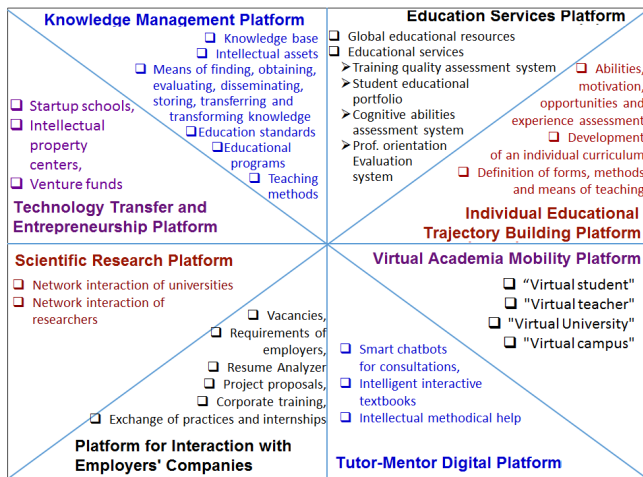 Knowledge Management Platform
Knowledge base
Intellectual assets
Means of finding, obtaining,
evaluating, disseminating,
storing, transferring and
transforming knowledge
Education standards
Educational
programs
Teaching
methods
Startup schools,
Intellectual
property
centers,
Venture funds
Technology Transfer and
Entrepreneurship Platform
Education Services Platform
Global educational resources
Educational services
Training quality assessment system
Student educational
portfolio
Cognitive abilities
assessment system
Prof. orientation
Evaluation
system
Abilities,
motivation,
opportunities and
experience assessment
Development
of an individual curriculum
Definition of forms, methods
and means of teaching
Individual Educational
Trajectory Building Platform
Scientific Research Platform
Network interaction of universities
Network interaction of
researchers
Vacancies,
Requirements of
employers,
Resume Analyzer
Project proposals,
Corporate training,
Exchange of practices and internships
Platform for Interaction with
Employers' Companies
Virtual Academia Mobility Platform
“Virtual student"
"Virtual teacher"
"Virtual University"
"Virtual campus"
Smart chatbots
for consultations,
Intelligent interactive
textbooks
Intellectual methodical help
Tutor-Mentor Digital Platform